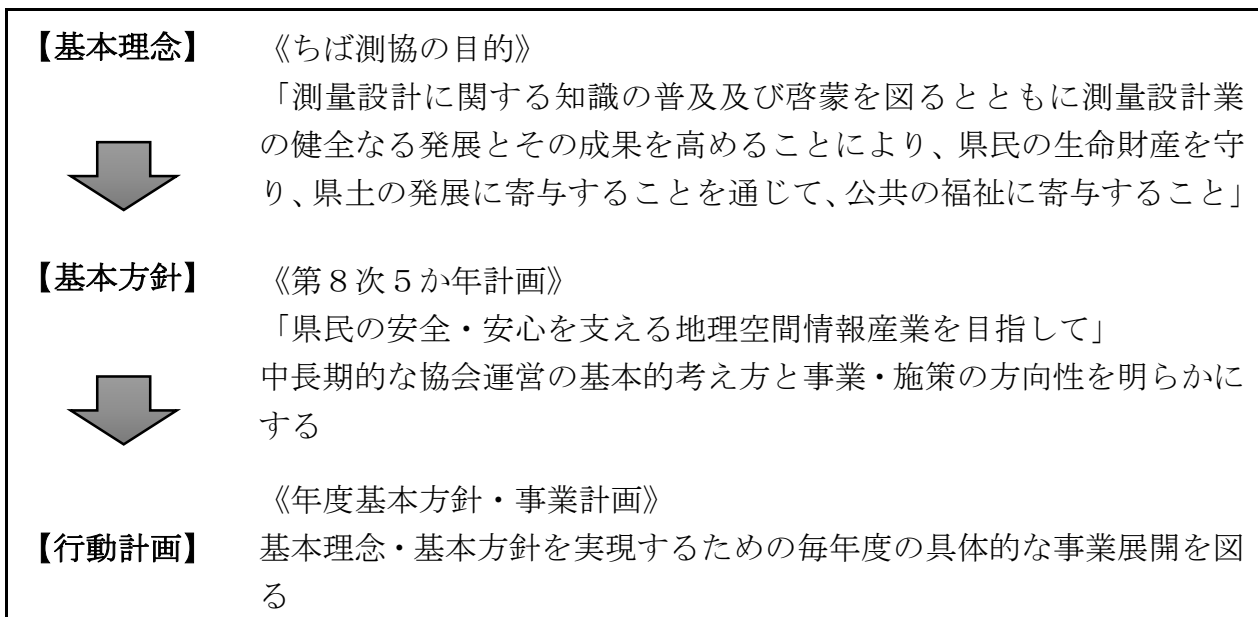 【基本理念】 《ちば測協の目的》
「測量設計に関する知識の普及及び啓蒙を図るとともに測量設計業
の健全なる発展とその成果を高めることにより、県民の生命財産を守
り、県土の発展に寄与することを通じて、公共の福祉に寄与すること」
【基本方針】 《第８次５か年計画》
「県民の安全・安心を支える地理空間情報産業を目指して」
中長期的な協会運営の基本的考え方と事業・施策の方向性を明らかに
する
《年度基本方針・事業計画》
【行動計画】 基本理念・基本方針を実現するための毎年度の具体的な事業展開を図
る